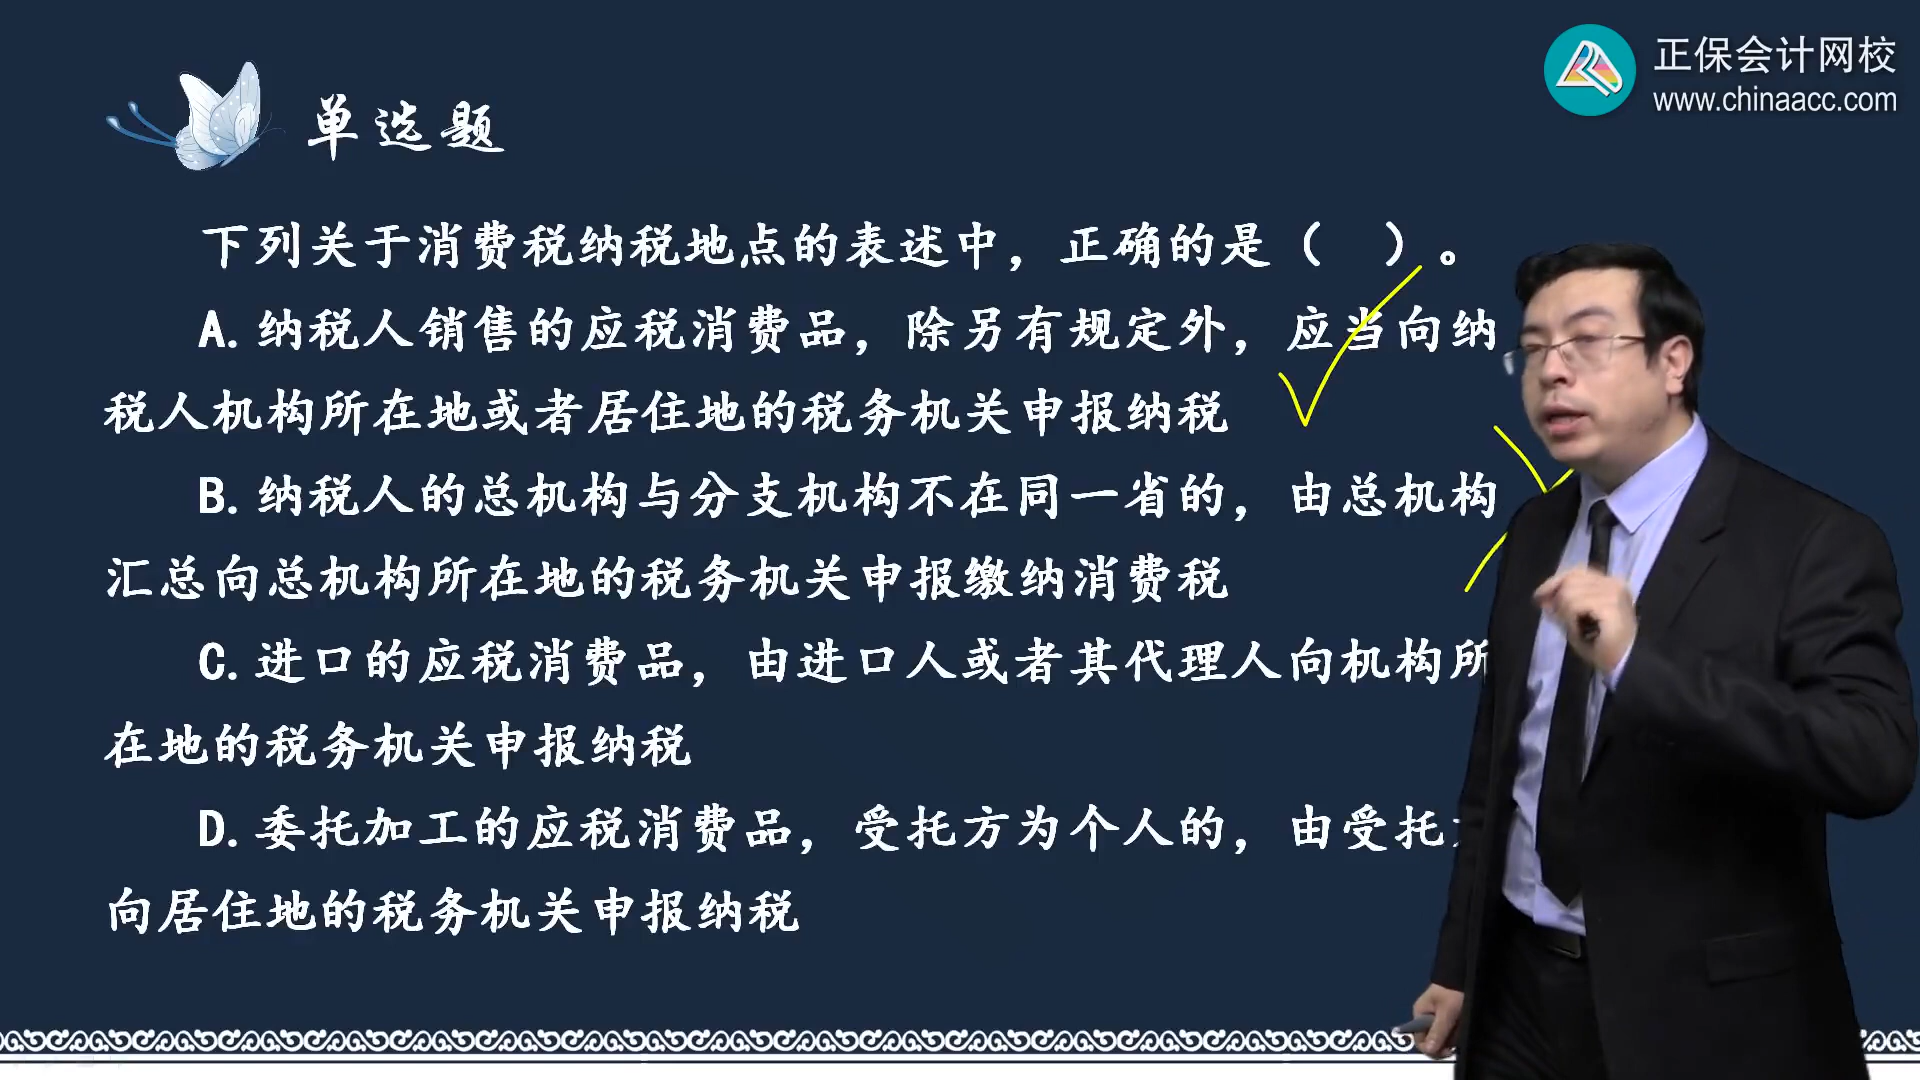 正保会计网校
www.chinaacc.com
单选题
下列关于消费税纳税地点的表述中，正确的是（　）。
A.纳税人销售的应税消费品，除另有规定外，应当向纳
税人机构所在地或者居住地的税务机关申报纳税
B.纳税人的总机构与分支机构不在同一省的，由总机构
汇总向总机构所在地的税务机关申报缴纳消费税
C.进口的应税消费品，由进口人或者其代理人向机构所
在地的税务机关申报纳税
D.委托加工的应税消费品，受托方为个人的，由受托
向居住地的税务机关申报纳税